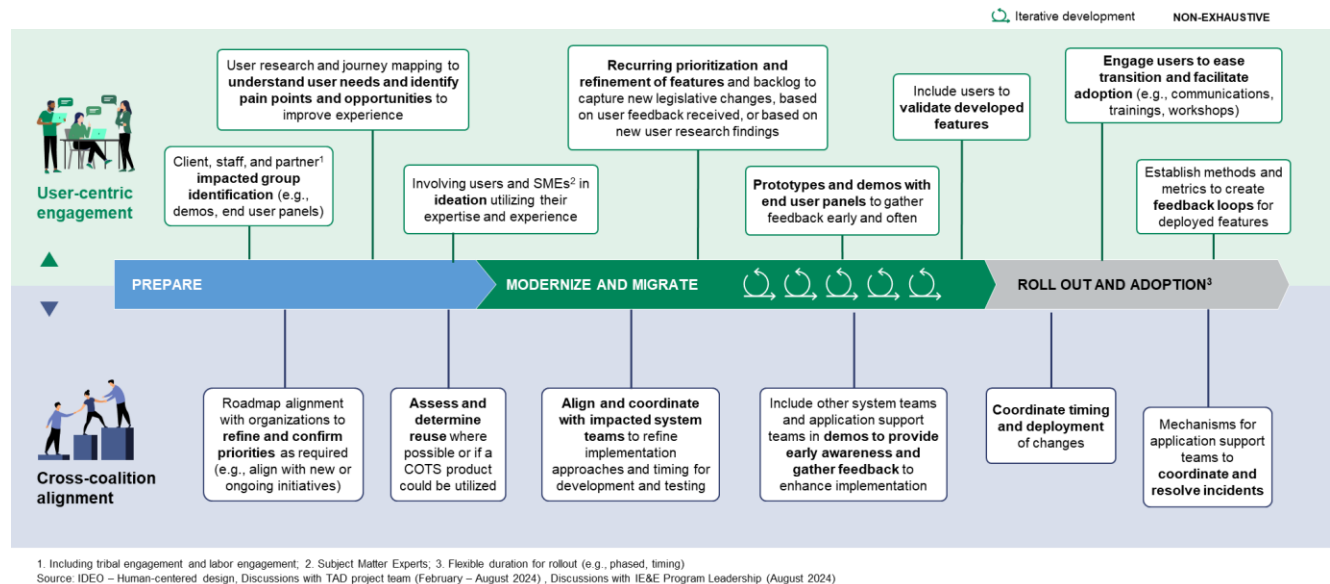 Iterative development
NON-EXHAUSTIVE
User research and journey mapping to
understand user needs and identify
pain points and opportunities to
improve experience
Recurring prioritization and
refinement of features and backlog to
capture new legislative changes, based
on user feedback received, or based on
new user research findings
Include users to
validate developed
features
Engage users to ease
transition and facilitate
adoption (e.g., communications,
trainings, workshops)
User-centric
engagement
Client, staff, and partner1
impacted group
identification (e.g.,
demos, end user panels)
Involving users and SMEs2 in
ideation utilizing their
expertise and experience
Prototypes and demos with
end user panels to gather
feedback early and often
Establish methods and
metrics to create
feedback loops for
deployed features
PREPARE
MODERNIZE AND MIGRATE
ROLL OUT AND ADOPTION3
Cross-coalition
alignment
Roadmap alignment
with organizations to
refine and confirm
priorities as required
(e.g., align with new or
ongoing initiatives)
Assess and
determine
reuse where
possible or if a
COTS product
could be utilized
Align and coordinate
with impacted system
teams to refine
implementation
approaches and timing for
development and testing
Include other system teams
and application support
teams in demos to provide
early awareness and
gather feedback to
enhance implementation
Coordinate timing
and deployment
of changes
Mechanisms for
application support
teams to
coordinate and
resolve incidents
1. Including tribal engagement and labor engagement; 2. Subject Matter Experts; 3. Flexible duration for rollout (e.g., phased, timing)
Source: IDEO – Human-centered design, Discussions with TAD project team (February – August 2024) , Discussions with IE&E Program Leadership (August 2024)